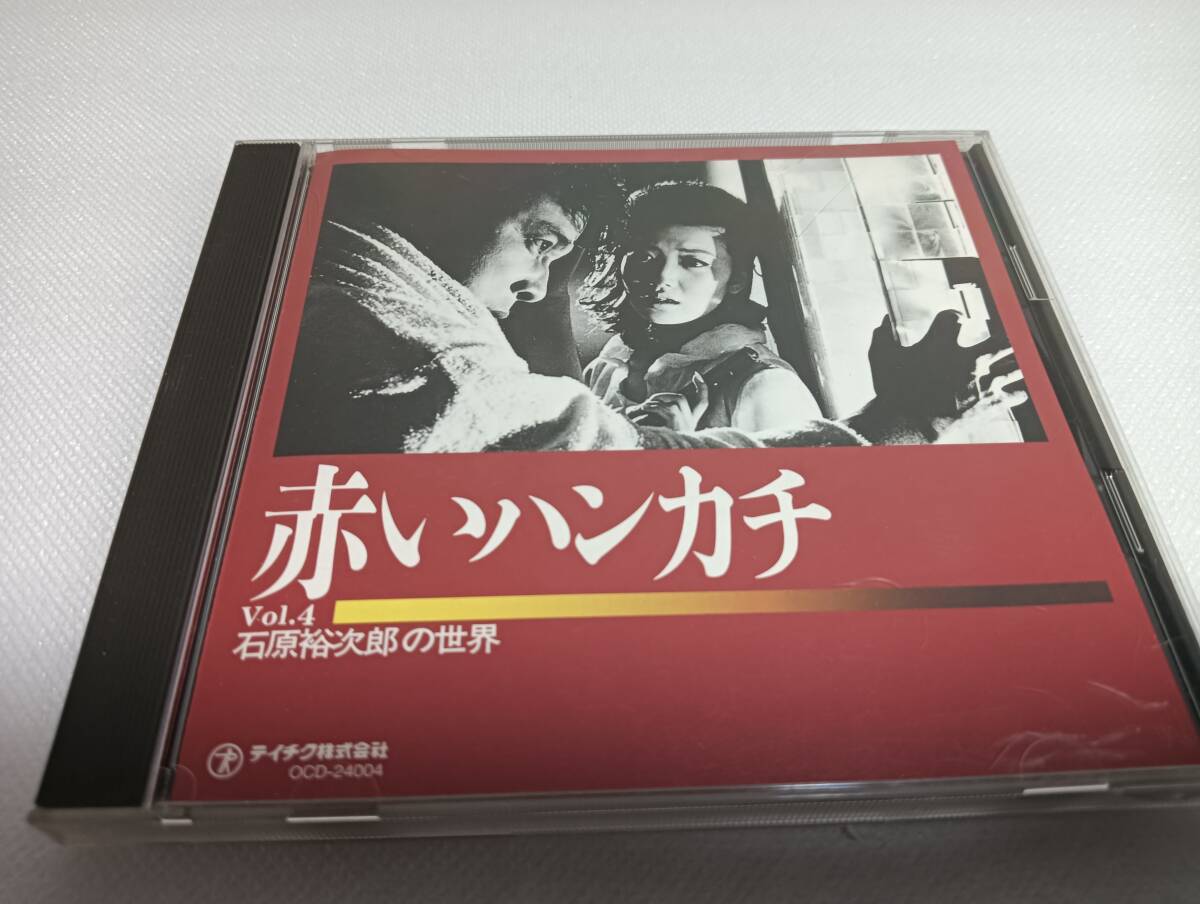 赤いハンカチ
Vol.4
石原裕次郎の世界
テイチク株式会社
OCD-24004